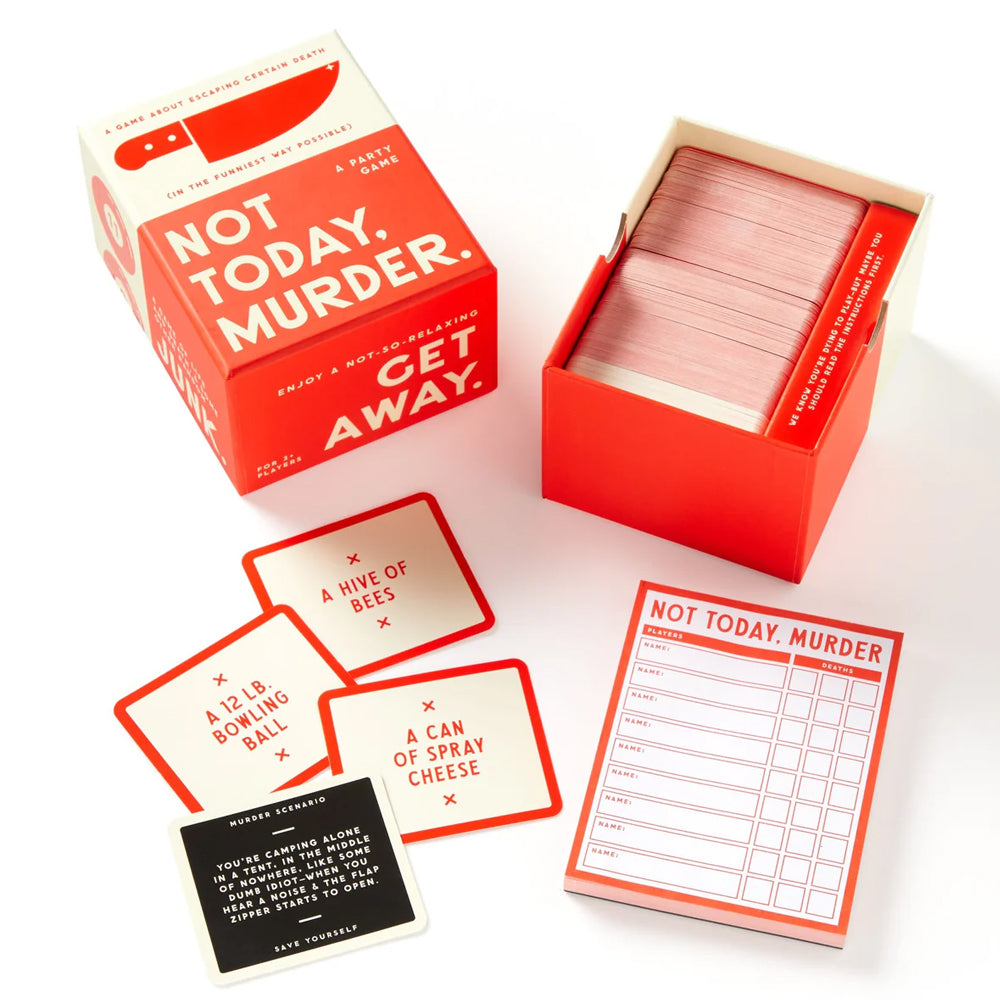 A GAME ABOUT ESCAPING CERTAIN DEATH
(IN THE FUNNIEST WAY POSSIBLE)
A PARTY
GAME
NOT
TODAY,
MURDER.
ENJOY A NOT-SO-RELAXING
GET
AWAY.
FOR 3+
PLAYERS
JUNK.
WE KNOW YOU'RE DYING TO PLAY–BUT MAYBE YOU
SHOULD READ THE INSTRUCTIONS FIRST.
A HIVE OF
BEES
A 12 LB.
BOWLING
BALL
A CAN
OF SPRAY
CHEESE
MURDER SCENARIO
YOU'RE CAMPING ALONE
IN A TENT, IN THE MIDDLE
OF NOWHERE, LIKE SOME
DUMB IDIOT–WHEN YOU
HEAR A NOISE & THE FLAP
ZIPPER STARTS TO OPEN.
SAVE YOURSELF
NOT TODAY, MURDER
PLAYERS
DEATHS
NAME:
NAME:
NAME:
NAME:
NAME:
NAME:
NAME:
NAME:
NAME: